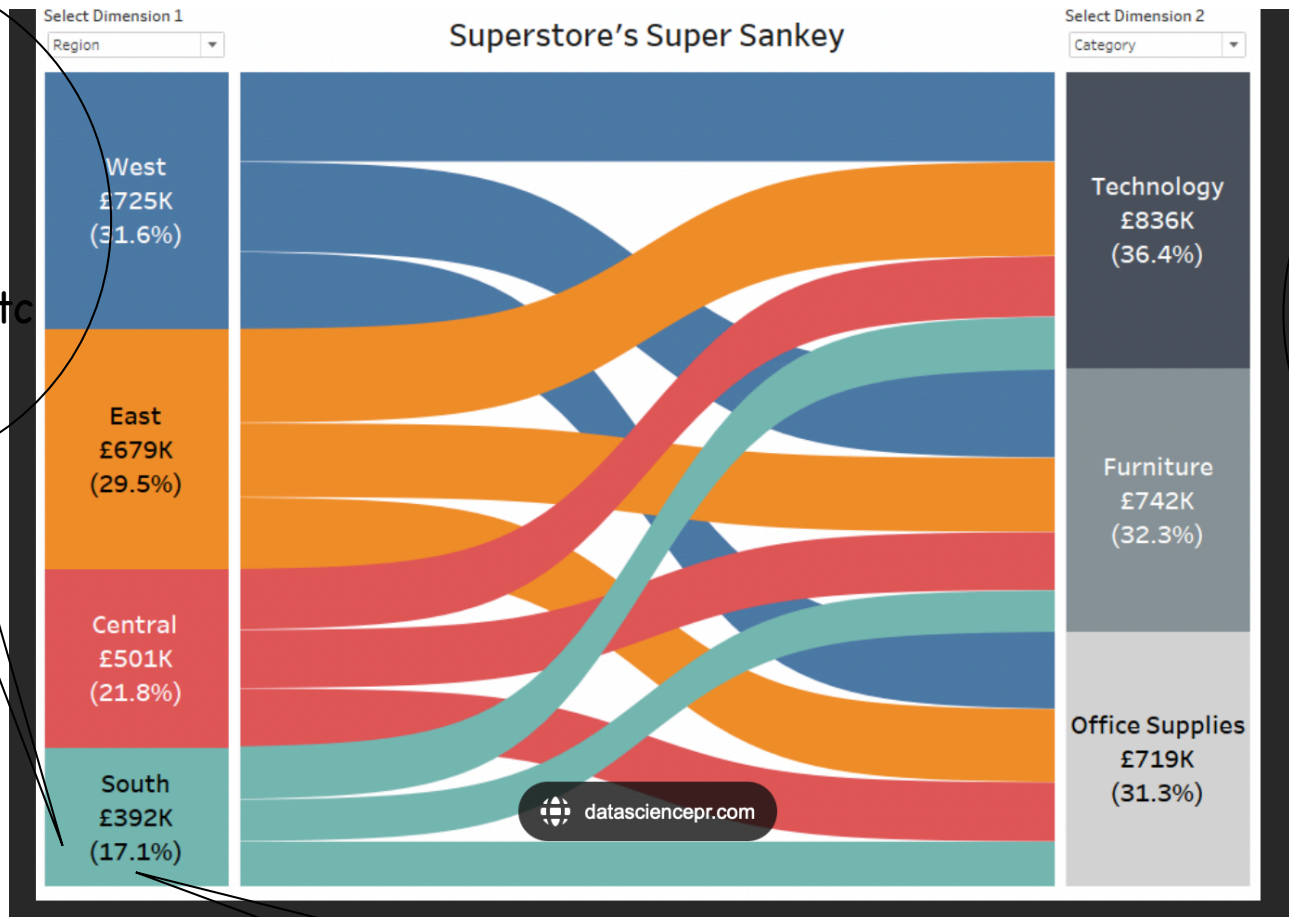 Select Dimension 1
Region
Superstore's Super Sankey
Select Dimension 2
Category
West
£725K
(31.6%)
East
£679K
(29.5%)
Central
£501K
(21.8%)
South
£392K
(17.1%)
Technology
£836K
(36.4%)
Furniture
£742K
(32.3%)
Office Supplies
£719K
(31.3%)
tc
datasciencepr.com